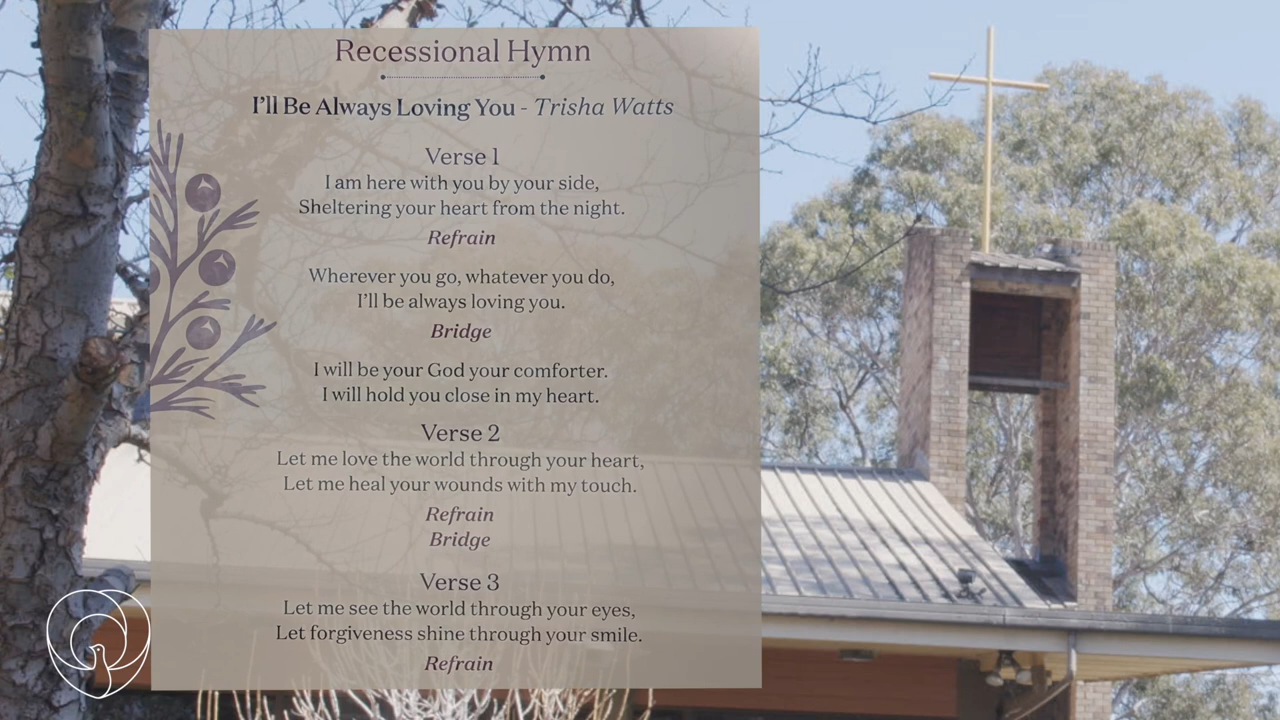 Recessional Hymn
I'll Be Always Loving You - Trisha Watts
Verse 1
I am here with you by your side,
Sheltering your heart from the night.
Refrain
Wherever you go, whatever you do,
I'll be always loving you.
Bridge
I will be your God your comforter.
I will hold you close in my heart.
Verse 2
Let me love the world through your heart,
Let me heal your wounds with my touch.
Refrain
Bridge
Verse 3
Let me see the world through your eyes,
Let forgiveness shine through your smile.
Refrain